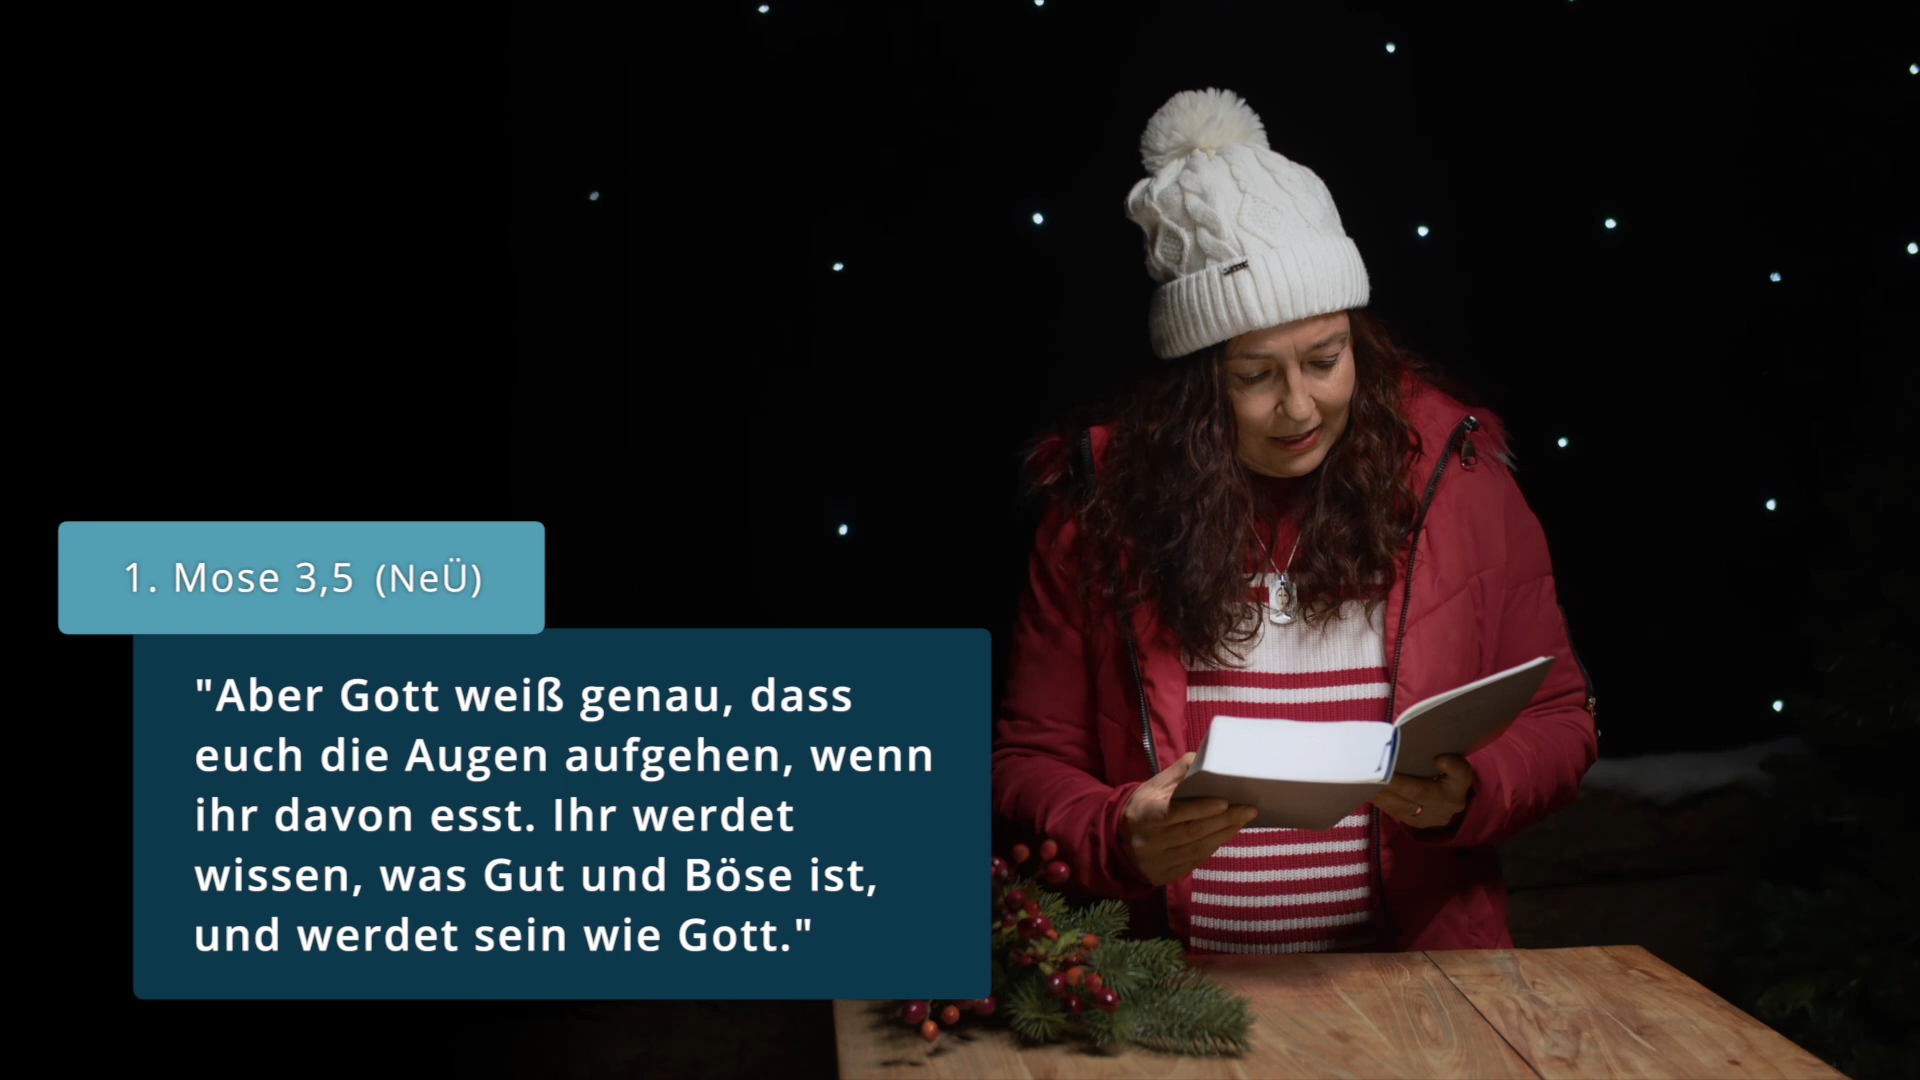 1. Mose 3,5 (NeÜ)
"Aber Gott weiß genau, dass
euch die Augen aufgehen, wenn
ihr davon esst. Ihr werdet
wissen, was Gut und Böse ist,
und werdet sein wie Gott."